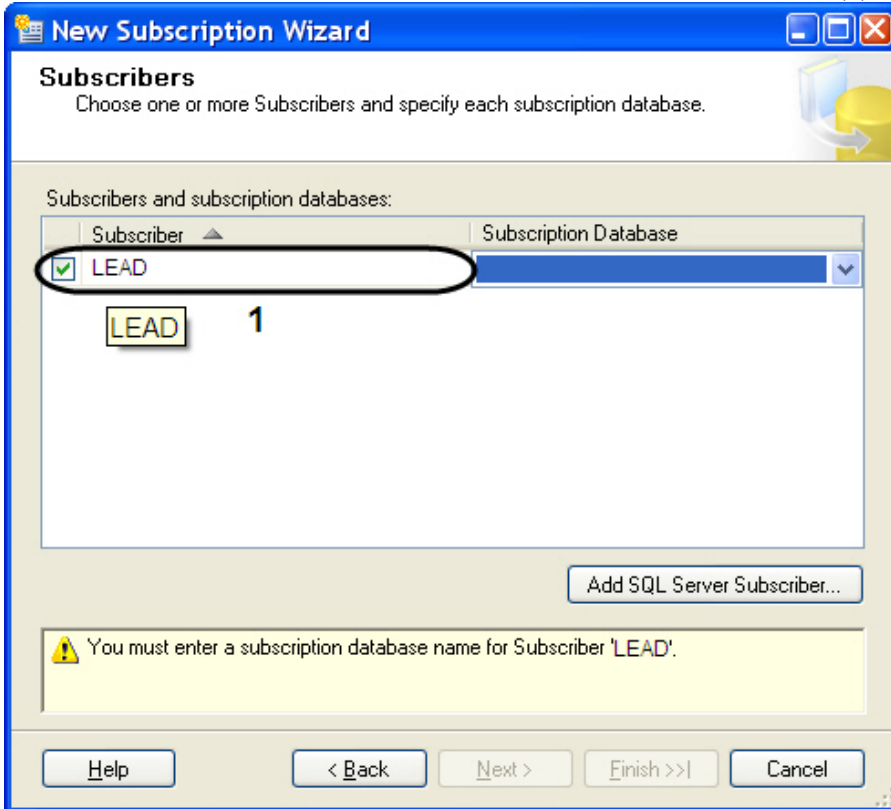 New Subscription Wizard
Subscribers
Choose one or more Subscribers and specify each subscription database.
Subscribers and subscription databases:
Subscriber Subscription Database
LEAD
LEAD 1
Add SQL Server Subscriber...
You must enter a subscription database name for Subscriber 'LEAD'.
Help < Back Next > Finish >>| Cancel